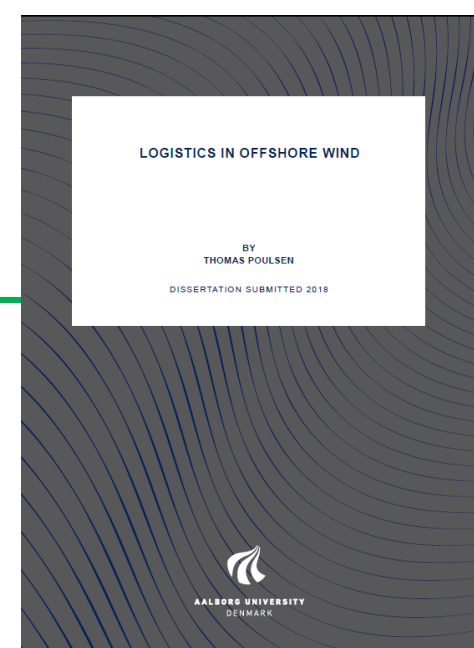 LOGISTICS IN OFFSHORE WIND
BY
THOMAS POULSEN
DISSERTATION SUBMITTED 2018
AALBORG UNIVERSITY
DENMARK